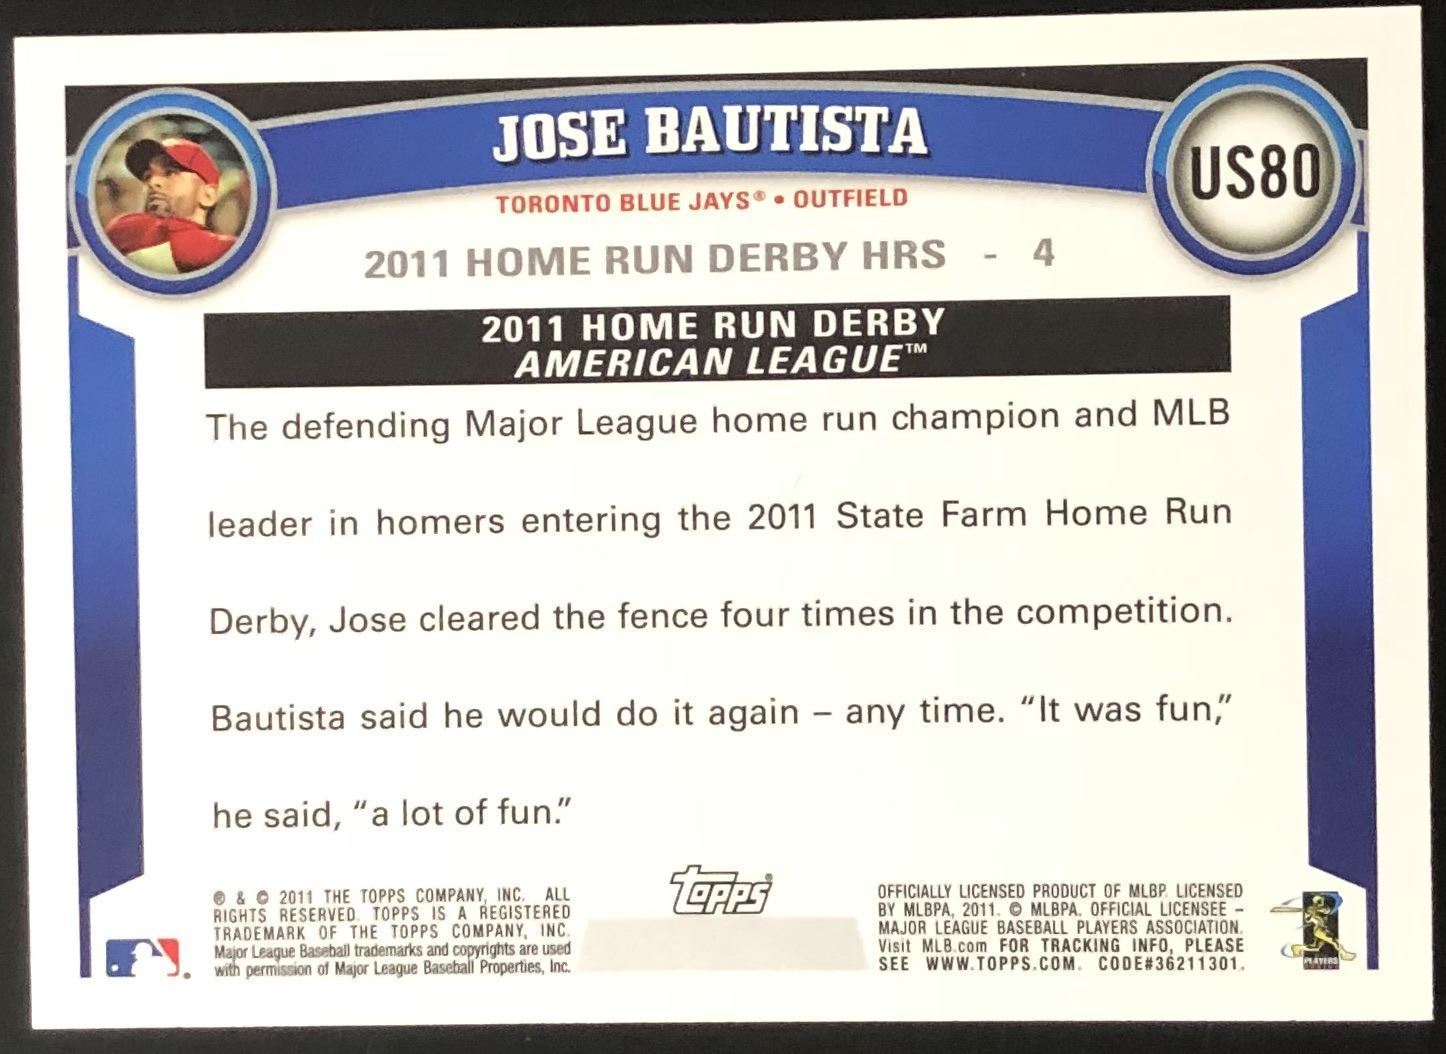 JOSE BAUTISTA
US80
TORONTO BLUE JAYS® • OUTFIELD
2011 HOME RUN DERBY HRS - 4
2011 HOME RUN DERBY
AMERICAN LEAGUE™
The defending Major League home run champion and MLB
leader in homers entering the 2011 State Farm Home Run
Derby, Jose cleared the fence four times in the competition.
Bautista said he would do it again – any time. “It was fun,”
he said, “a lot of fun.”
® & © 2011 THE TOPPS COMPANY, INC. ALL
RIGHTS RESERVED. TOPPS IS A REGISTERED
TRADEMARK OF THE TOPPS COMPANY, INC.
Major League Baseball trademarks and copyrights are used
with permission of Major League Baseball Properties, Inc.
Topps®
OFFICIALLY LICENSED PRODUCT OF MLBP. LICENSED
BY MLBPA, 2011. © MLBPA. OFFICIAL LICENSEE –
MAJOR LEAGUE BASEBALL PLAYERS ASSOCIATION.
Visit MLB.com FOR TRACKING INFO, PLEASE
SEE WWW.TOPPS.COM. CODE#36211301.
PLAYERS